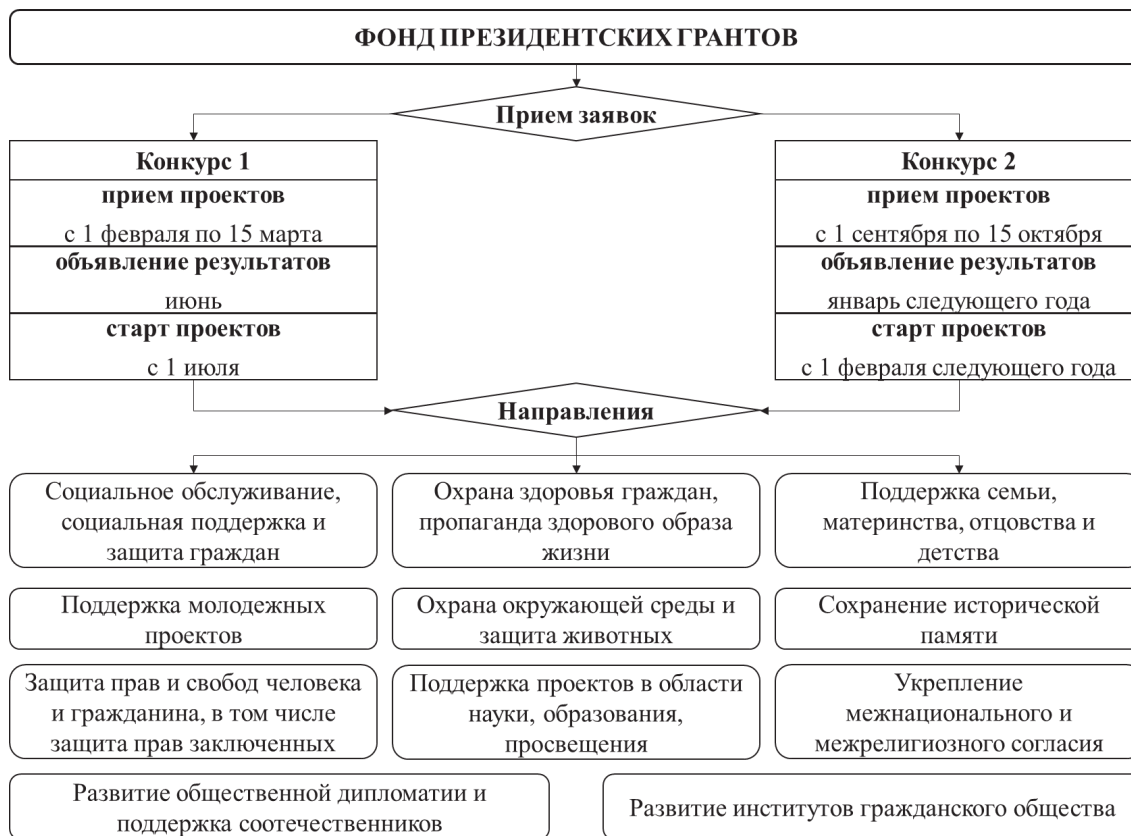 ФОНД ПРЕЗИДЕНТСКИХ ГРАНТОВ
Прием заявок
Конкурс 1
прием проектов
с 1 февраля по 15 марта
объявление результатов
июнь
старт проектов
с 1 июля
Конкурс 2
прием проектов
с 1 сентября по 15 октября
объявление результатов
январь следующего года
старт проектов
с 1 февраля следующего года
Направления
Социальное обслуживание,
социальная поддержка и
защита граждан
Охрана здоровья граждан,
пропаганда здорового образа
жизни
Поддержка семьи,
материнства, отцовства и
детства
Поддержка молодежных
проектов
Охрана окружающей среды и
защита животных
Сохранение исторической
памяти
Защита прав и свобод человека
и гражданина, в том числе
защита прав заключенных
Поддержка проектов в области
науки, образования,
просвещения
Укрепление
межнационального и
межрелигиозного согласия
Развитие общественной дипломатии и
поддержка соотечественников
Развитие институтов гражданского общества